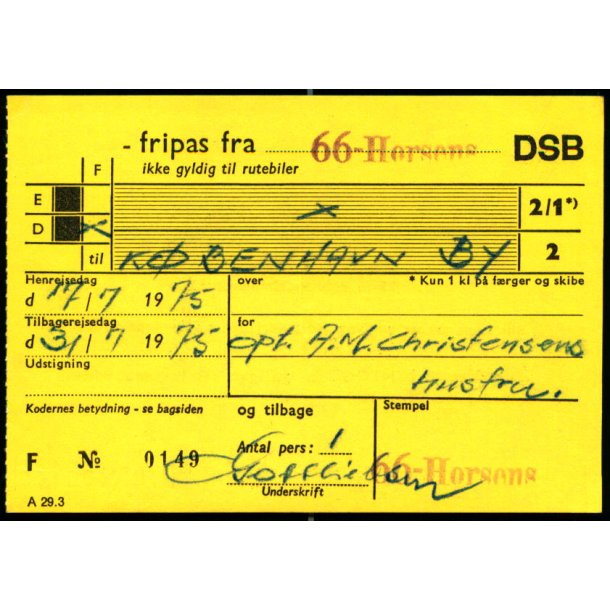 - fripas fra 66-Horsens DSB
F ikke gyldig til rutebiler
E X 2/1*)
D X
til KØBENHAVN BY 2
Henrejsedag over * Kun 1 kl på færger og skibe
d 17/7 1975
Tilbagerejsedag for
d 31/7 1975 opt. A.M. Christensens
Udstigning Hustru.
Kodernes betydning - se bagsiden og tilbage Stempel
Antal pers: 1
F № 0149 66-Horsens
Underskrift
A 29.3